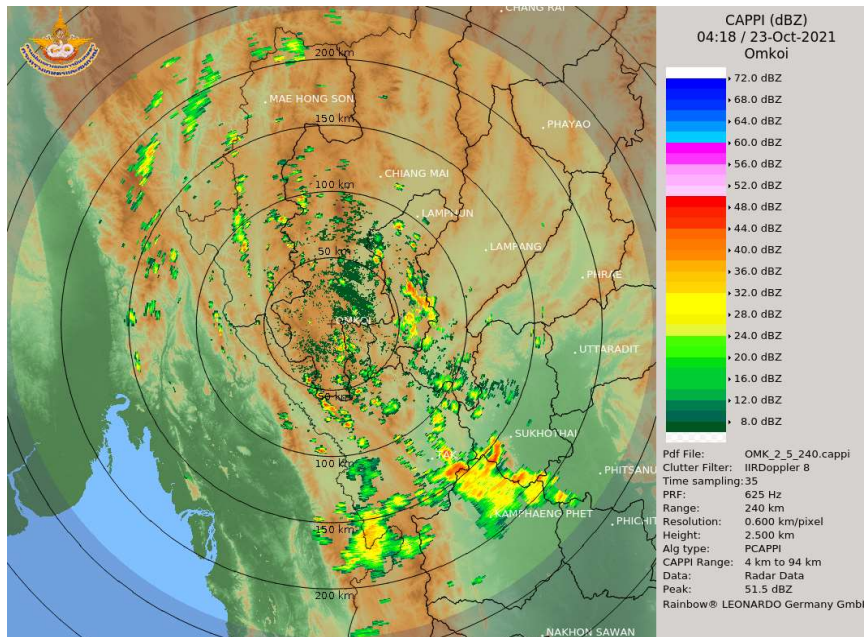 CHANG RAI
200 km
MAE HONG SON
150 km
PHAYAO
CHIANG MAI
100 km
LAMPHUN
50 km
LAMPANG
PHRAE
OMKOI
UTTARADIT
50 km
SUKHOTHAI
TAK
100 km
PHITSANU
KAMPHAENG PHET
150 km
PHICHIT
200 km
NAKHON SAWAN
CAPPI (dBZ)
04:18 / 23-Oct-2021
Omkoi
72.0 dBZ
68.0 dBZ
64.0 dBZ
60.0 dBZ
56.0 dBZ
52.0 dBZ
48.0 dBZ
44.0 dBZ
40.0 dBZ
36.0 dBZ
32.0 dBZ
28.0 dBZ
24.0 dBZ
20.0 dBZ
16.0 dBZ
12.0 dBZ
8.0 dBZ
Pdf File: OMK_2_5_240.cappi
Clutter Filter: IIRDoppler 8
Time sampling:35
PRF: 625 Hz
Range: 240 km
Resolution: 0.600 km/pixel
Height: 2.500 km
Alg type: PCAPPI
CAPPI Range: 4 km to 94 km
Data: Radar Data
Peak: 51.5 dBZ
Rainbow® LEONARDO Germany GmbH